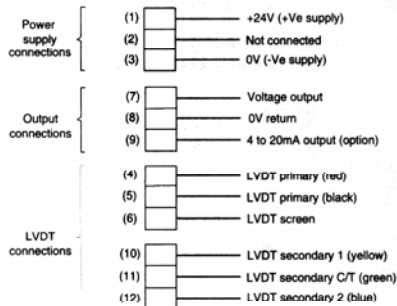 Power supply connections
(1) +24V (+Ve supply)
(2) Not connected
(3) 0V (-Ve supply)
Output connections
(7) Voltage output
(8) 0V return
(9) 4 to 20mA output (option)
LVDT connections
(4) LVDT primary (red)
(5) LVDT primary (black)
(6) LVDT screen
(10) LVDT secondary 1 (yellow)
(11) LVDT secondary C/T (green)
(12) LVDT secondary 2 (blue)